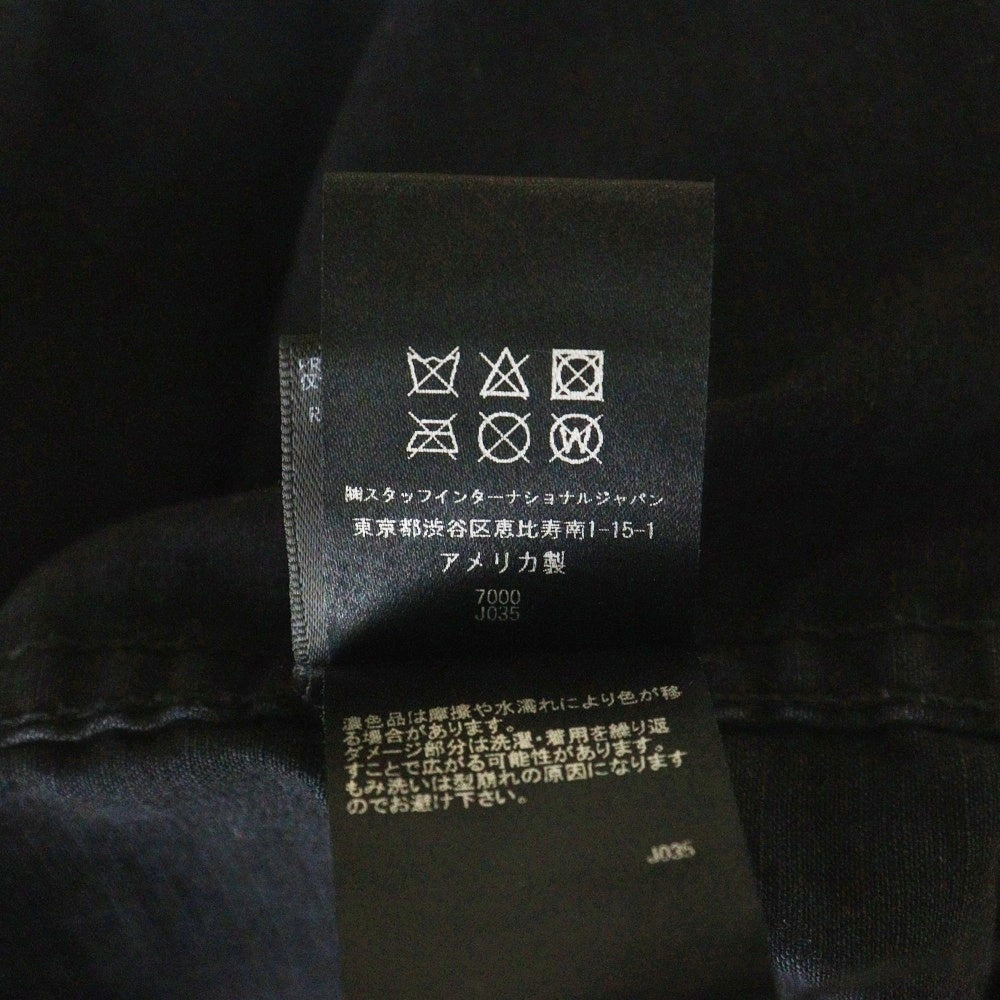 ㈱スタッフインターナショナルジャパン
東京都渋谷区恵比寿南1-15-1
アメリカ製
7000
J035
濃色品は摩擦や水濡れにより色が移
る場合があります。
ダメージ部分は洗濯・着用を繰り返
すことで広がる可能性があります。
もみ洗いは型崩れの原因になります
のでお避け下さい。
J035